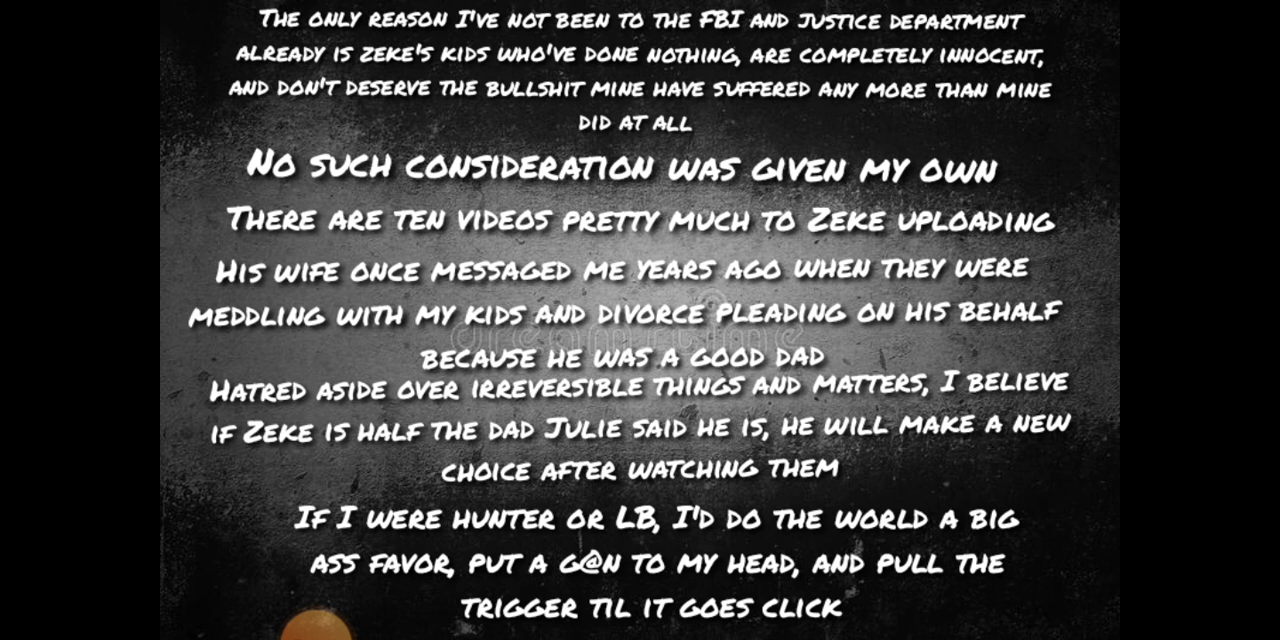 The only reason I've not been to the FBI and justice department
already is zeke's kids who've done nothing, are completely innocent,
and don't deserve the bullshit mine have suffered any more than mine
did at all
No such consideration was given my own
There are ten videos pretty much to Zeke uploading
His wife once messaged me years ago when they were
meddling with my kids and divorce pleading on his behalf
because he was a good dad
Hatred aside over irreversible things and matters, I believe
if Zeke is half the dad Julie said he is, he will make a new
choice after watching them
If I were hunter or LB, I'd do the world a big
ass favor, put a g@n to my head, and pull the
trigger til it goes click
dreamstime